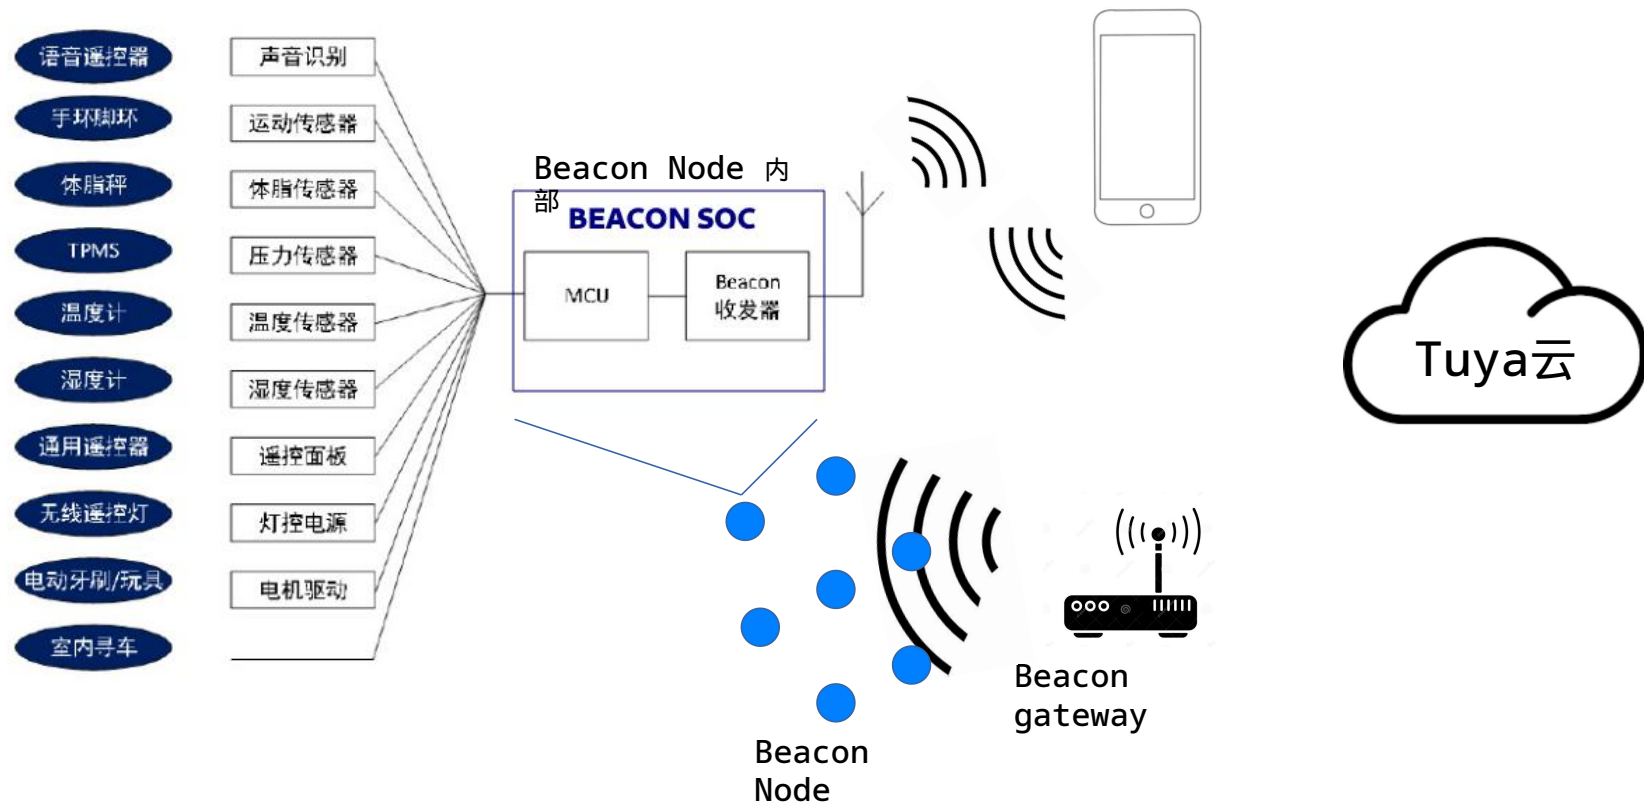 语音遥控器
声音识别
手环脚环
运动传感器
体脂秤
体脂传感器
TPMS
压力传感器
温度计
温度传感器
湿度计
湿度传感器
通用遥控器
遥控面板
无线遥控灯
灯控电源
电动牙刷/玩具
电机驱动
室内寻车
Beacon Node 内
部
BEACON SOC
MCU
Beacon
收发器
Tuya云
Beacon
gateway
Beacon
Node